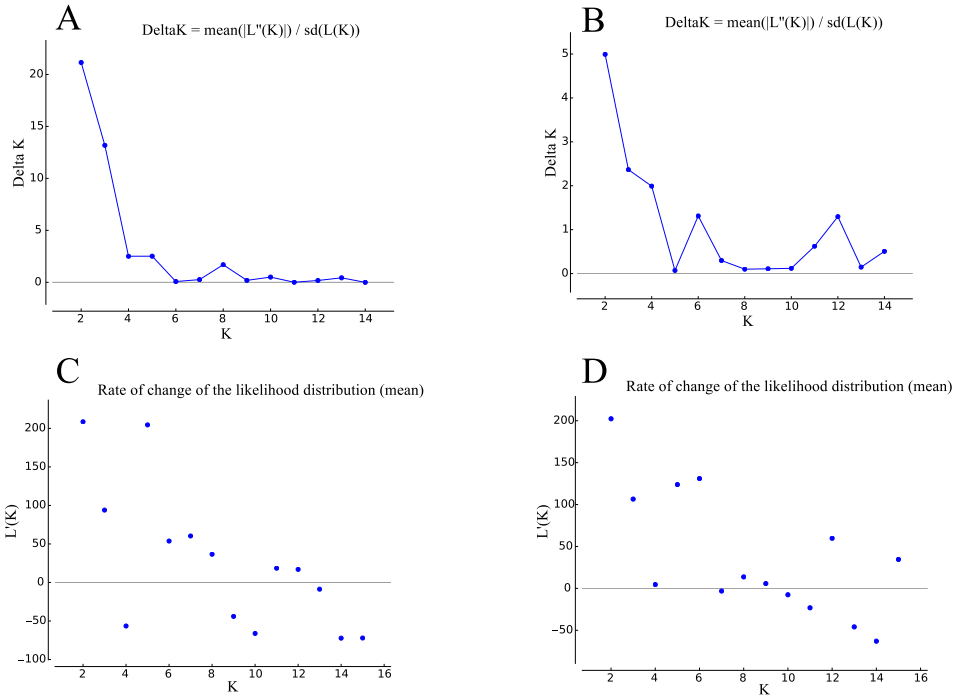 A
DeltaK = mean(|L"(K)|) / sd(L(K))
20
15
10
5
0
Delta K
2 4 6 8 10 12 14
K
B
DeltaK = mean(|L"(K)|) / sd(L(K))
5
4
3
2
1
0
Delta K
2 4 6 8 10 12 14
K
C
Rate of change of the likelihood distribution (mean)
200
150
100
50
0
−50
−100
L'(K)
2 4 6 8 10 12 14 16
K
D
Rate of change of the likelihood distribution (mean)
200
150
100
50
0
−50
L'(K)
2 4 6 8 10 12 14 16
K